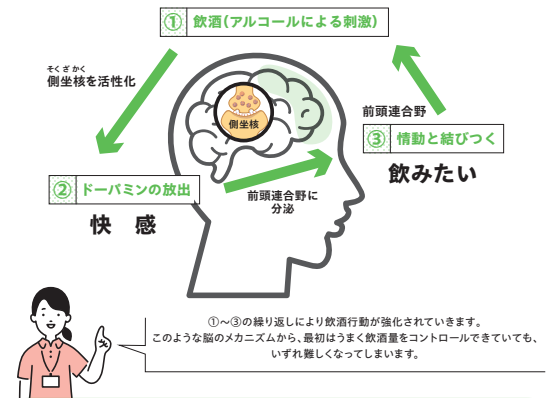 ① 飲酒(アルコールによる刺激)
そくざかく
側坐核を活性化
側坐核
前頭連合野
③ 情動と結びつく
飲みたい
② ドーパミンの放出
快 感
前頭連合野に
分泌
①〜③の繰り返しにより飲酒行動が強化されていきます。
このような脳のメカニズムから、最初はうまく飲酒量をコントロールできていても、
いずれ難しくなってしまいます。